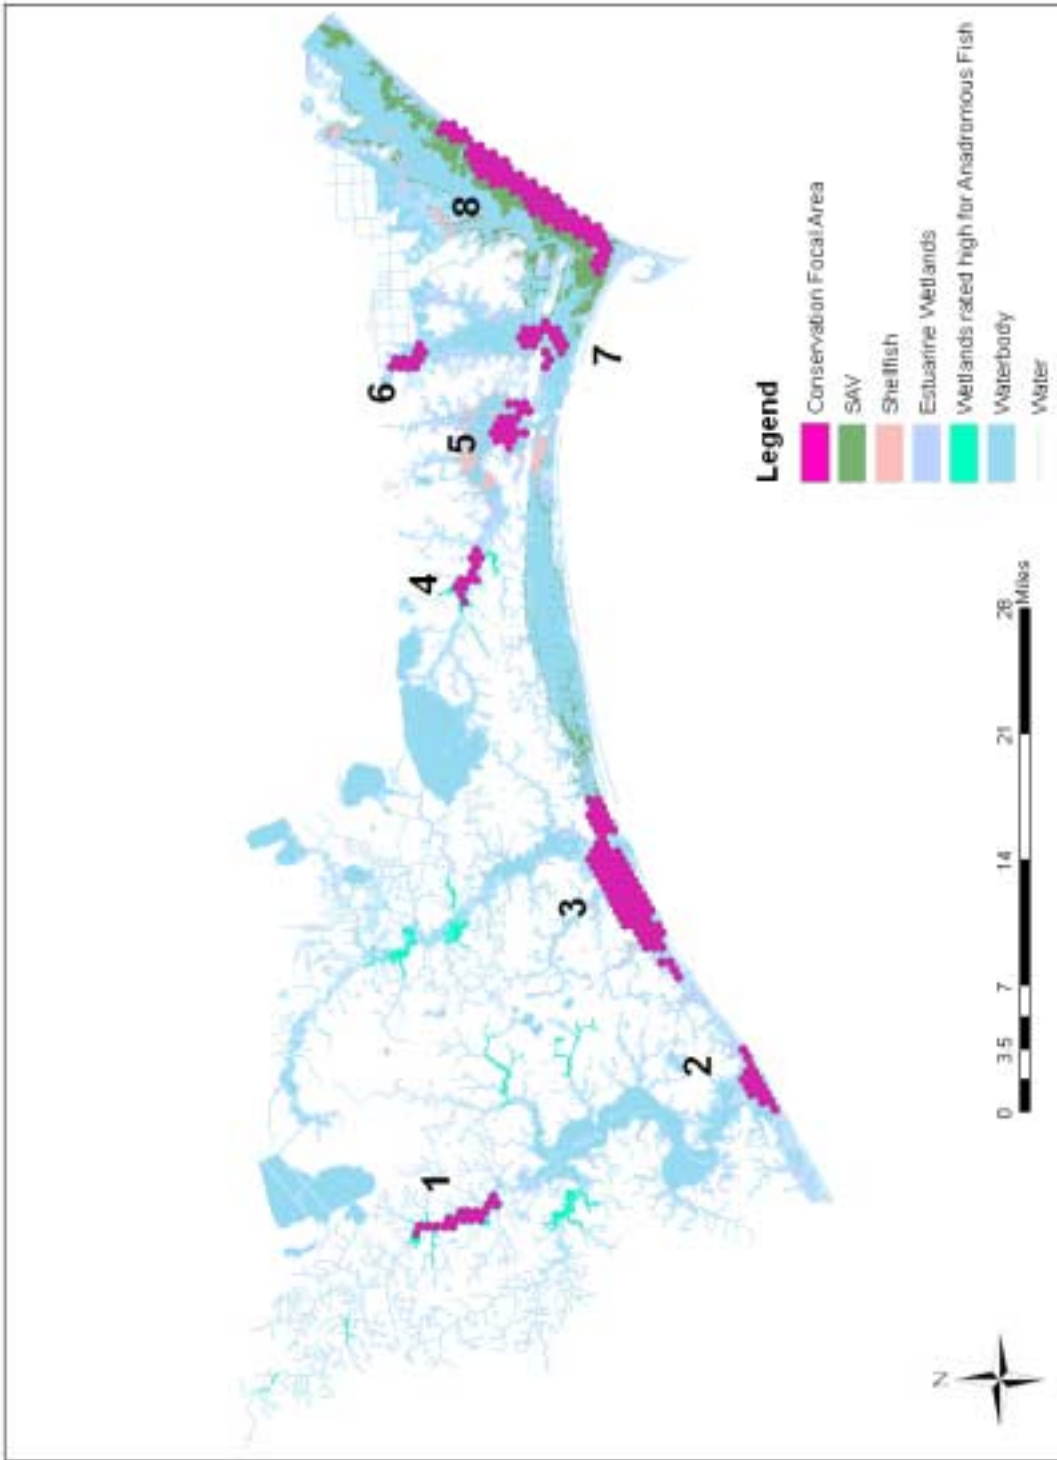 1
2
3
4
5
6
7
8
Legend
Conservation Focal Area
SAV
Shellfish
Estuarine Wetlands
Wetlands rated high for Anadromous Fish
Waterbody
Water
0 3.5 7 14 21 28
Miles
N